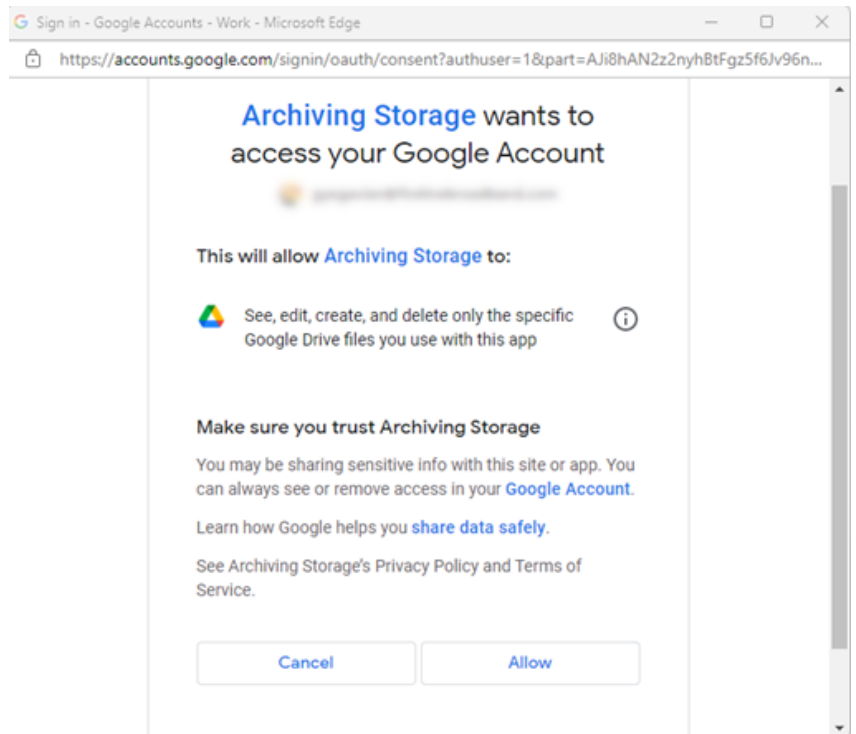 Sign in - Google Accounts - Work - Microsoft Edge
https://accounts.google.com/signin/oauth/consent?authuser=1&part=AJi8hAN2z2nyhBtFgz5f6Jv96n...
Archiving Storage wants to
access your Google Account
This will allow Archiving Storage to:
See, edit, create, and delete only the specific
Google Drive files you use with this app
Make sure you trust Archiving Storage
You may be sharing sensitive info with this site or app. You
can always see or remove access in your Google Account.
Learn how Google helps you share data safely.
See Archiving Storage's Privacy Policy and Terms of
Service.
Cancel
Allow